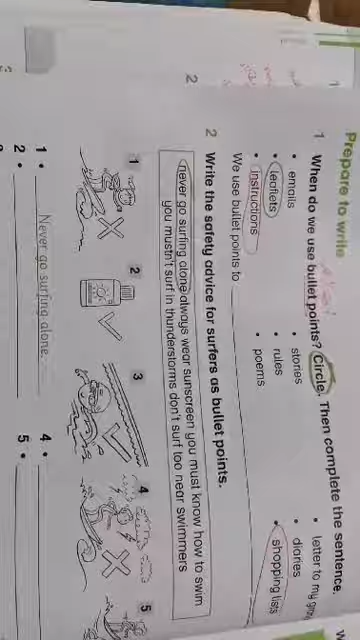 Prepare to write
1 When do we use bullet points? Circle. Then complete the sentence.
• emails • stories • letter to my
• leaflets • rules • diaries
• instructions • poems • shopping lists
We use bullet points to
2 Write the safety advice for surfers as bullet points.
never go surfing alone always wear sunscreen you must know how to swim
you mustn't surf in thunderstorms don't surf too near swimmers
1 2 3 4 5
1 • Never go surfing alone. 4 •
2 • 5 •
2